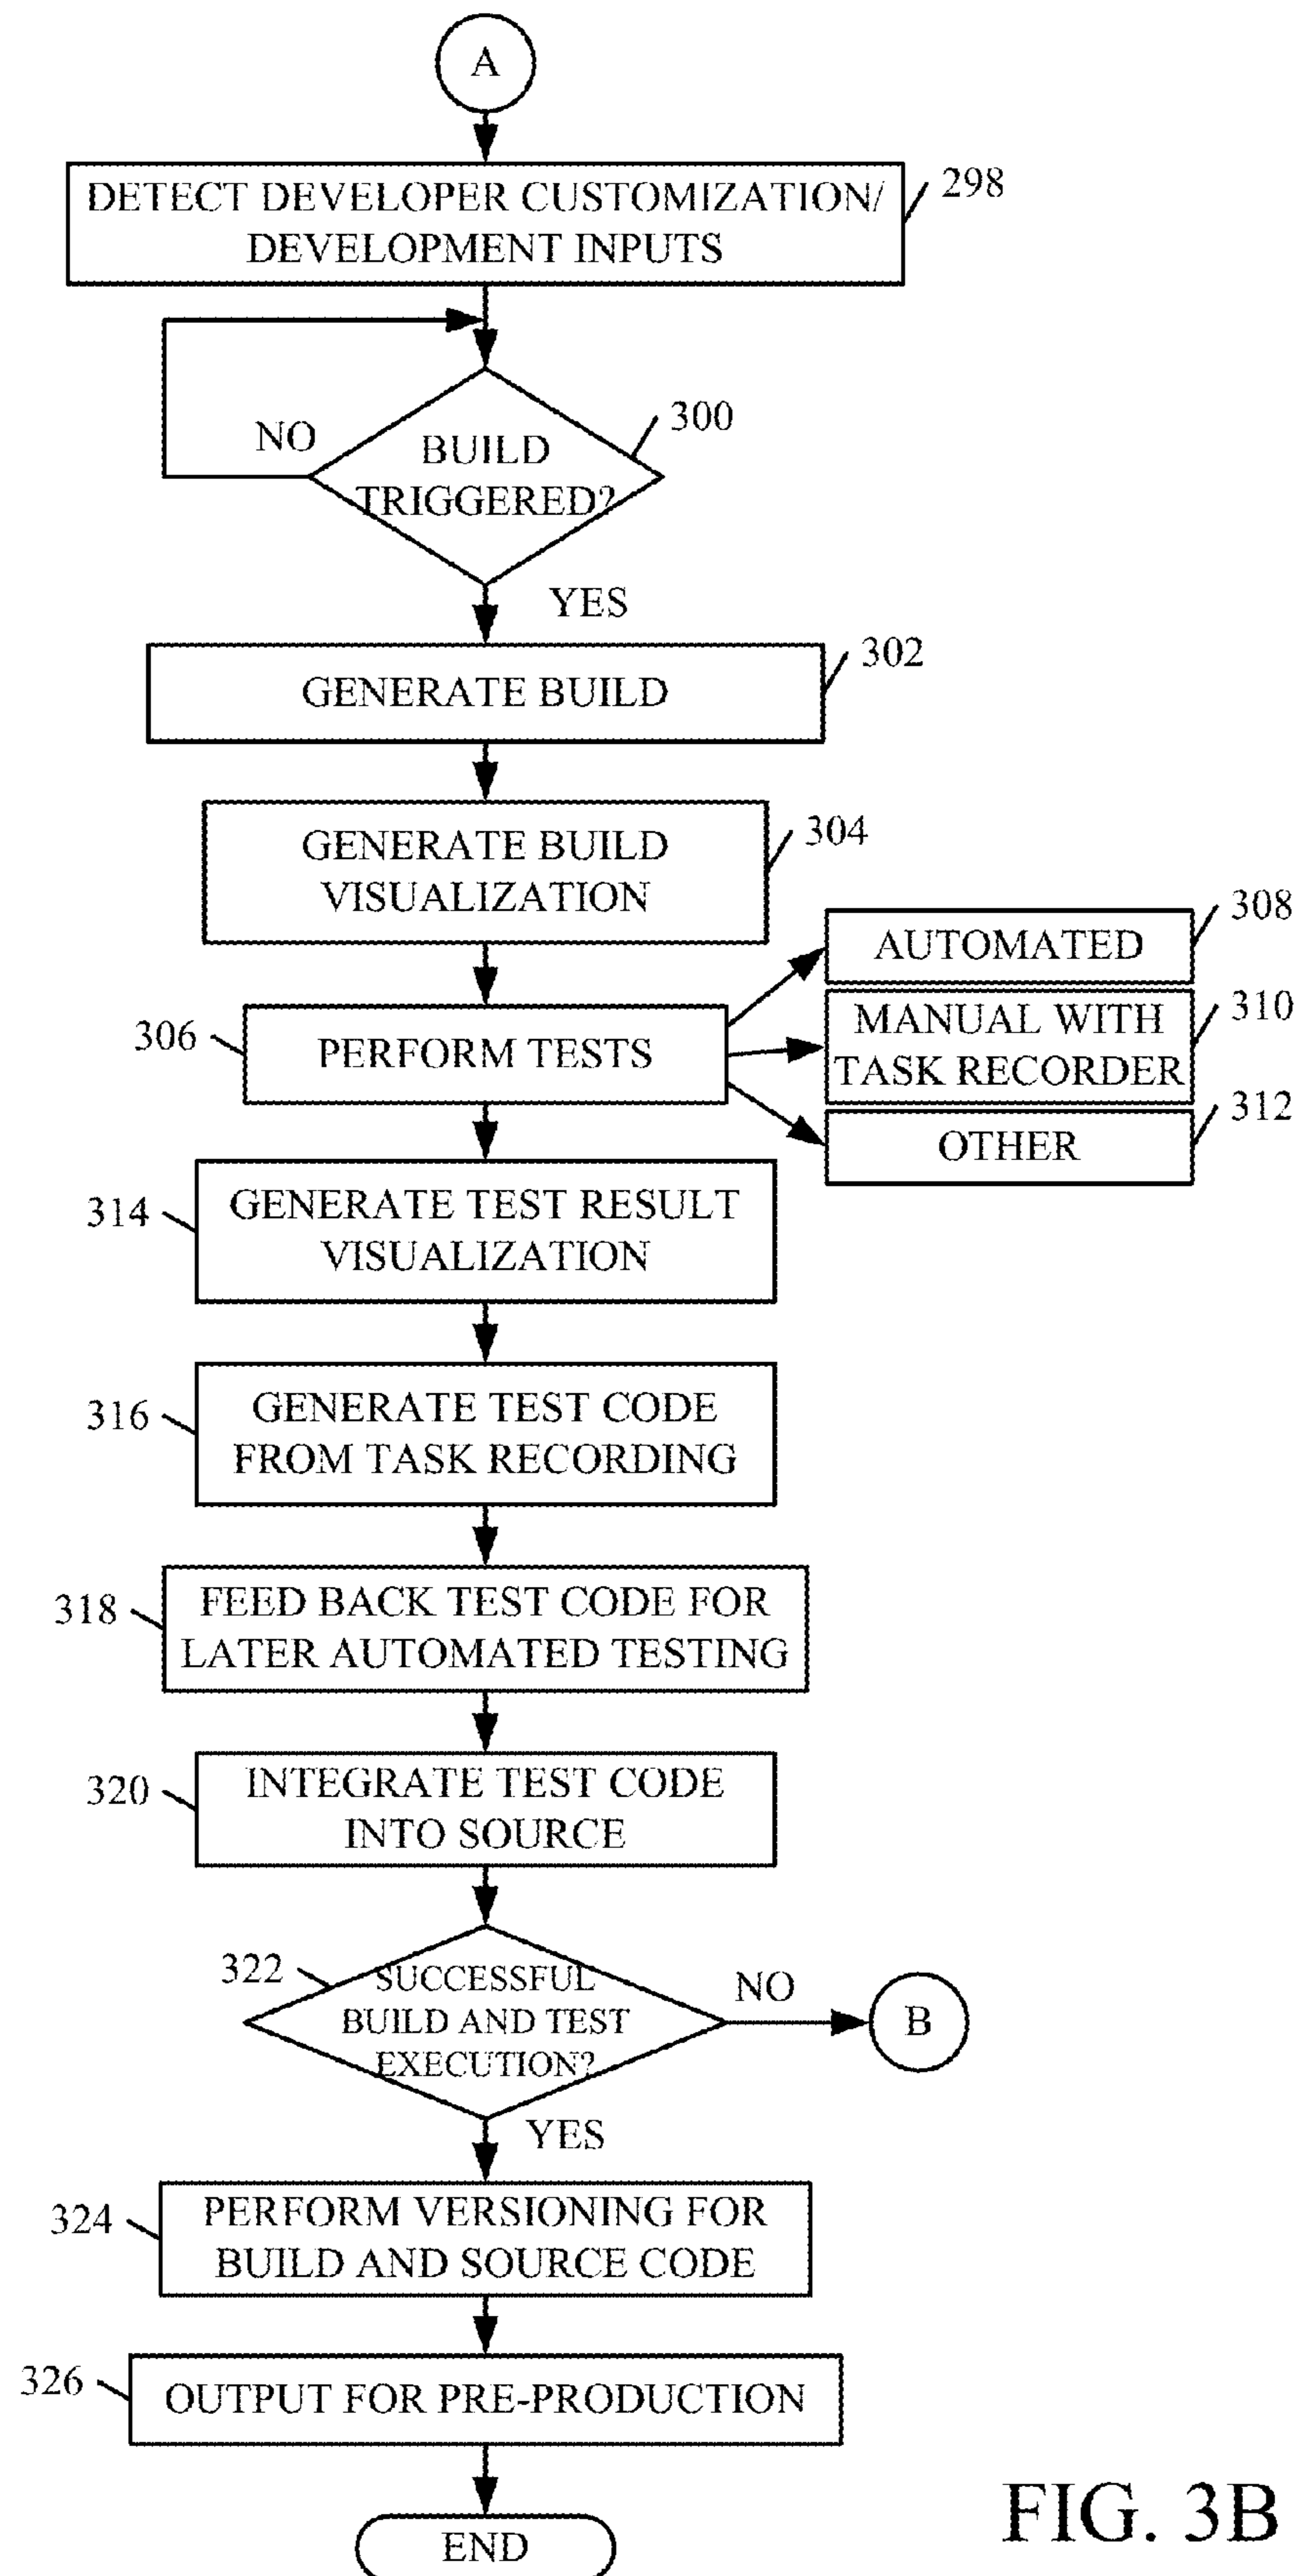 A
DETECT DEVELOPER CUSTOMIZATION/
DEVELOPMENT INPUTS
298
BUILD
TRIGGERED?
300
NO
YES
GENERATE BUILD
302
GENERATE BUILD
VISUALIZATION
304
306
PERFORM TESTS
AUTOMATED
308
MANUAL WITH
TASK RECORDER
310
OTHER
312
314
GENERATE TEST RESULT
VISUALIZATION
316
GENERATE TEST CODE
FROM TASK RECORDING
318
FEED BACK TEST CODE FOR
LATER AUTOMATED TESTING
320
INTEGRATE TEST CODE
INTO SOURCE
322
SUCCESSFUL
BUILD AND TEST
EXECUTION?
NO
B
YES
324
PERFORM VERSIONING FOR
BUILD AND SOURCE CODE
326
OUTPUT FOR PRE-PRODUCTION
END
FIG. 3B